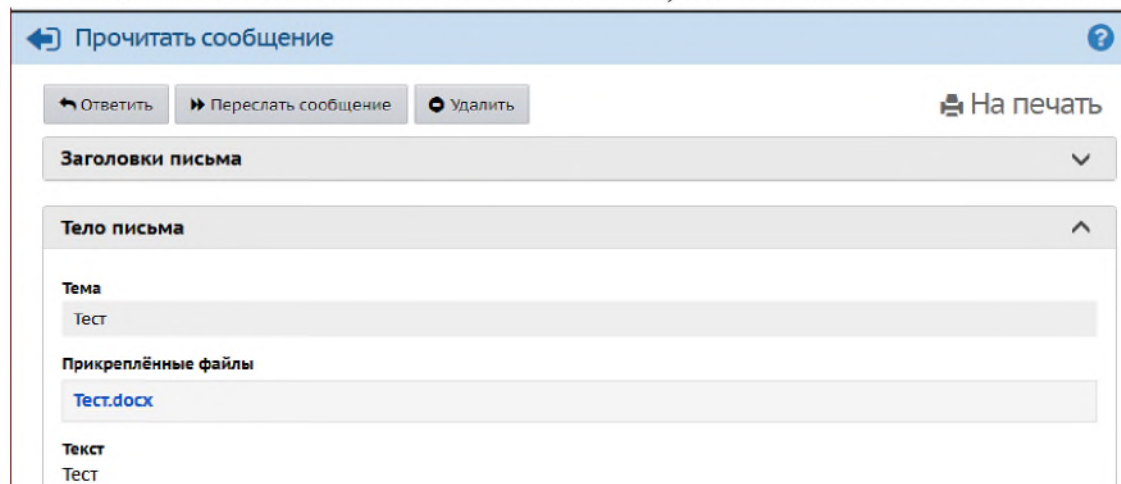 Прочитать сообщение
Ответить Переслать сообщение Удалить На печать
Заголовки письма
Тело письма
Тема
Тест
Прикреплённые файлы
Тест.docx
Текст
Тест